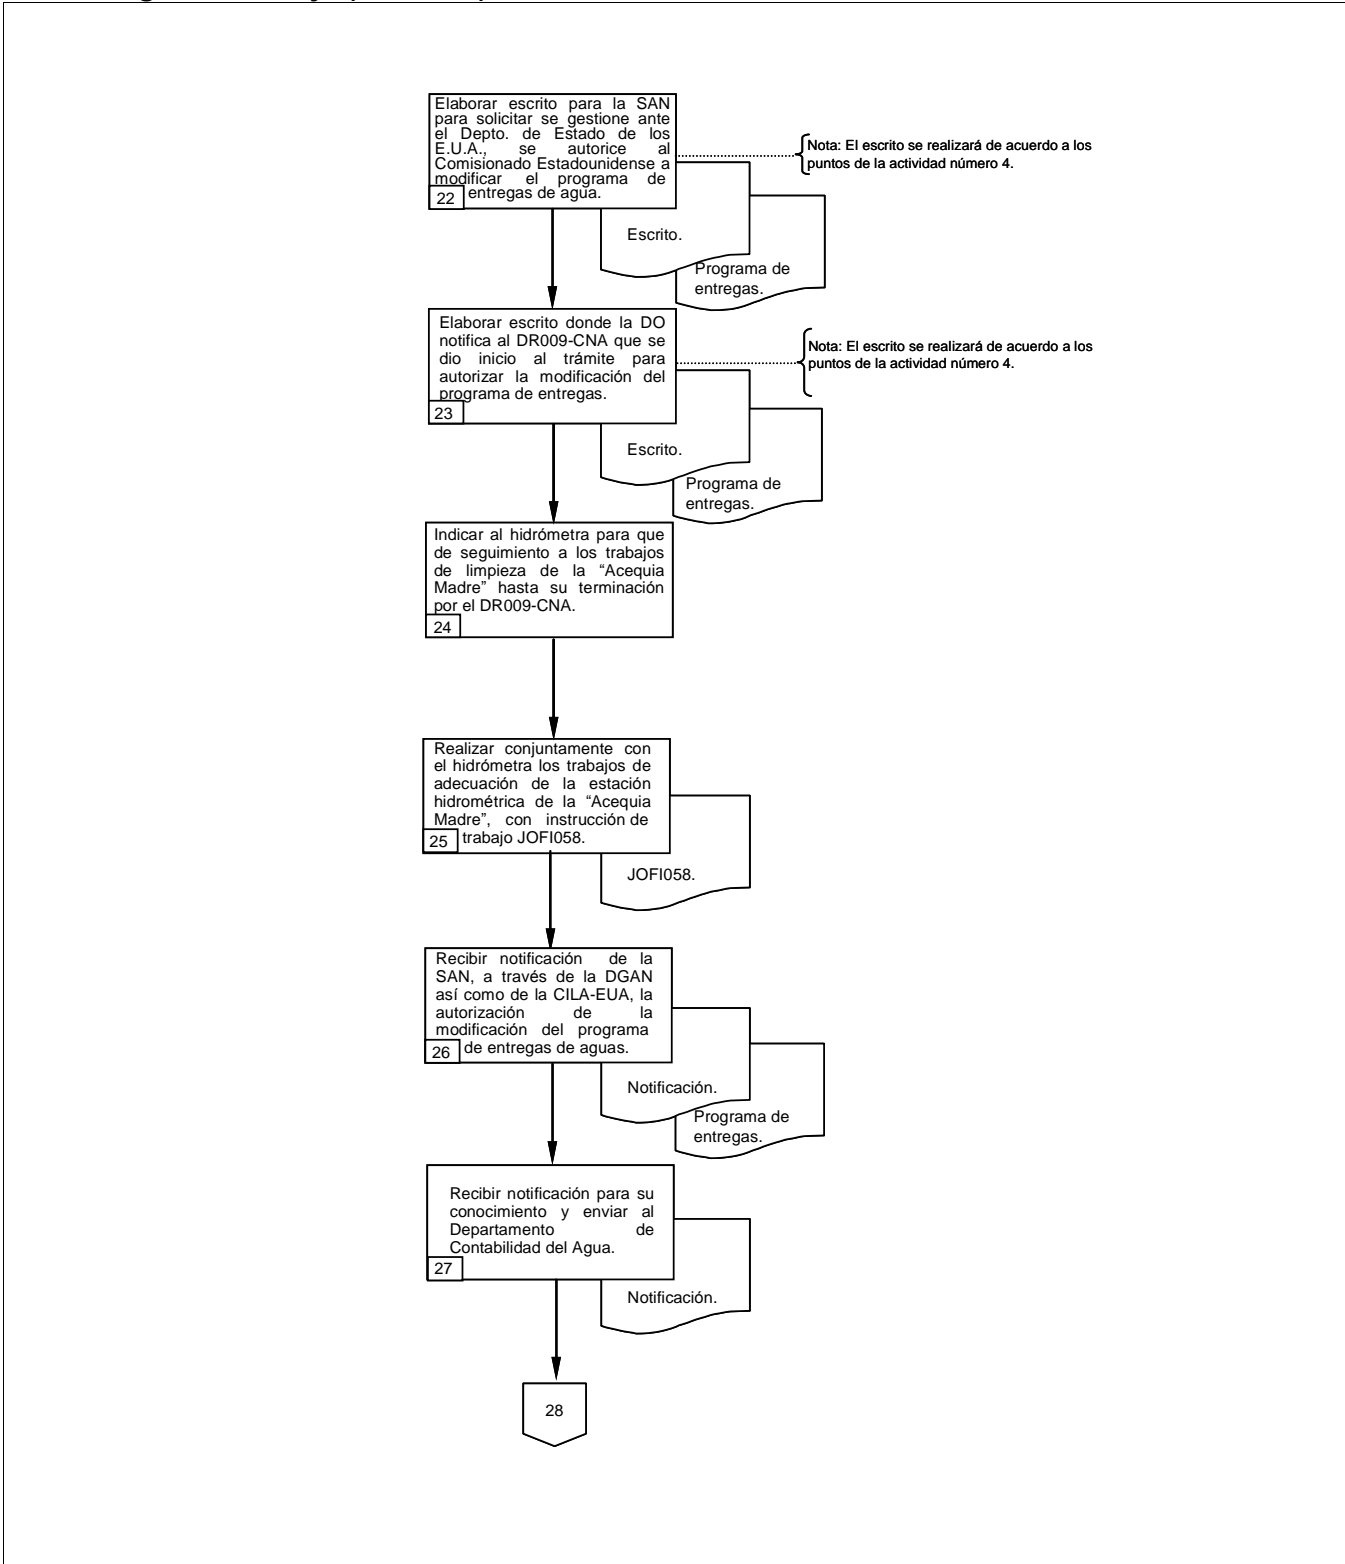 Elaborar escrito para la SAN
para solicitar se gestione ante
el Depto. de Estado de los
E.U.A., se autorice al
Comisionado Estadounidense a
modificar el programa de
entregas de agua.
22
Nota: El escrito se realizará de acuerdo a los
puntos de la actividad número 4.
Escrito.
Programa de
entregas.
Elaborar escrito donde la DO
notifica al DR009-CNA que se
dio inicio al trámite para
autorizar la modificación del
programa de entregas.
23
Nota: El escrito se realizará de acuerdo a los
puntos de la actividad número 4.
Escrito.
Programa de
entregas.
Indicar al hidrómetra para que
de seguimiento a los trabajos
de limpieza de la “Acequia
Madre” hasta su terminación
por el DR009-CNA.
24
Realizar conjuntamente con
el hidrómetra los trabajos de
adecuación de la estación
hidrométrica de la “Acequia
Madre”, con instrucción de
trabajo JOFI058.
25
JOFI058.
Recibir notificación de la
SAN, a través de la DGAN
así como de la CILA-EUA, la
autorización de la
modificación del programa
de entregas de aguas.
26
Notificación.
Programa de
entregas.
Recibir notificación para su
conocimiento y enviar al
Departamento de
Contabilidad del Agua.
27
Notificación.
28